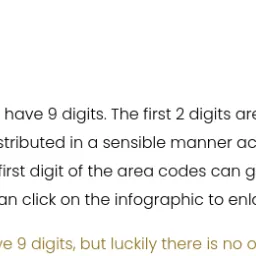 have 9 digits. The first 2 digits are
stributed in a sensible manner ac
first digit of the area codes can g
an click on the infographic to enl
ve 9 digits, but luckily there is no o